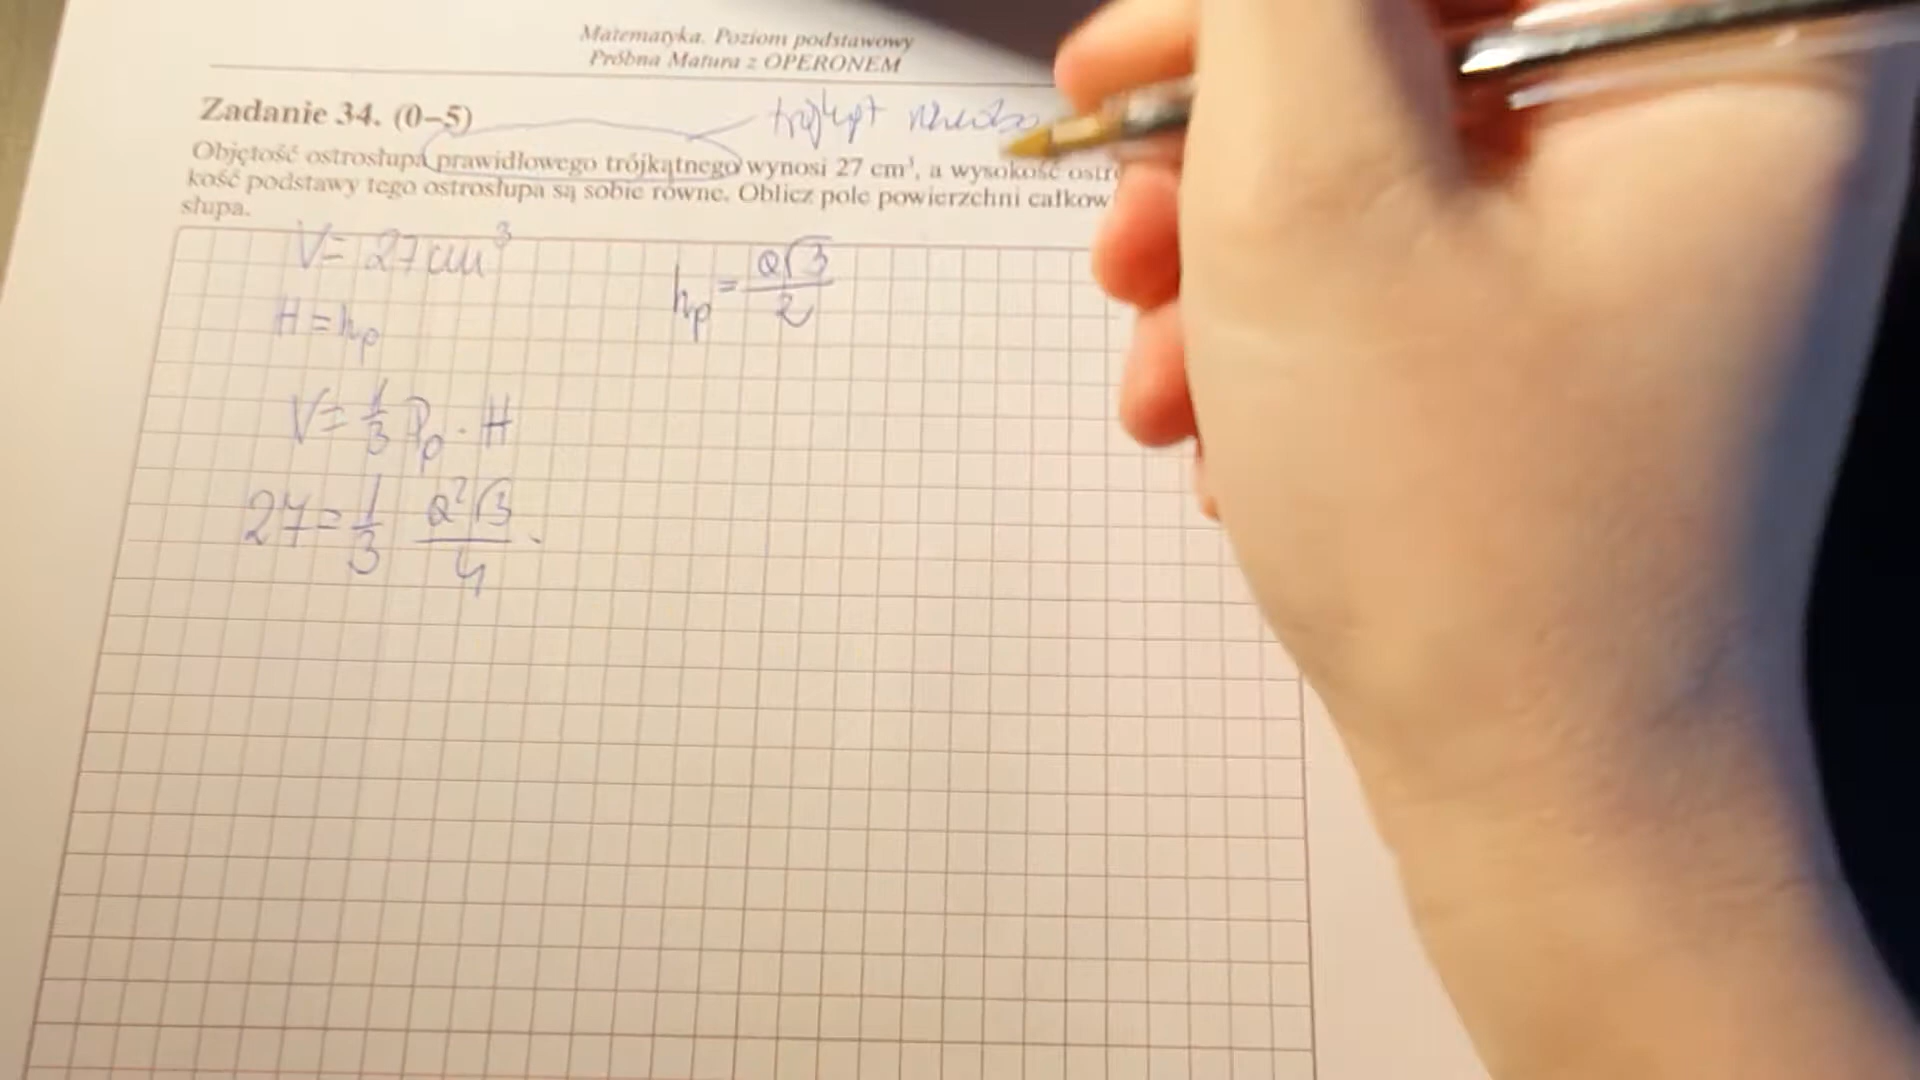 Matematyka. Poziom podstawowy
Próbna Matura z OPERONEM
Zadanie 34. (0–5)
trójkąt
Objętość ostrosłupa prawidłowego trójkątnego wynosi 27 cm³, a wysokość
kość podstawy tego ostrosłupa są sobie równe. Oblicz pole powierzchni
słupa.
V = 27 cm³
hp = a√3/2
H = hp
V = 1/3 Pp · H
27 = 1/3 a²√3/4 ·